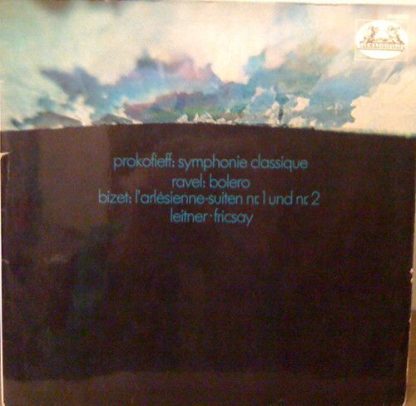 prokofieff: symphonie classique
ravel: bolero
bizet: l'arlésienne-suiten nr. 1 und nr. 2
leitner · fricsay